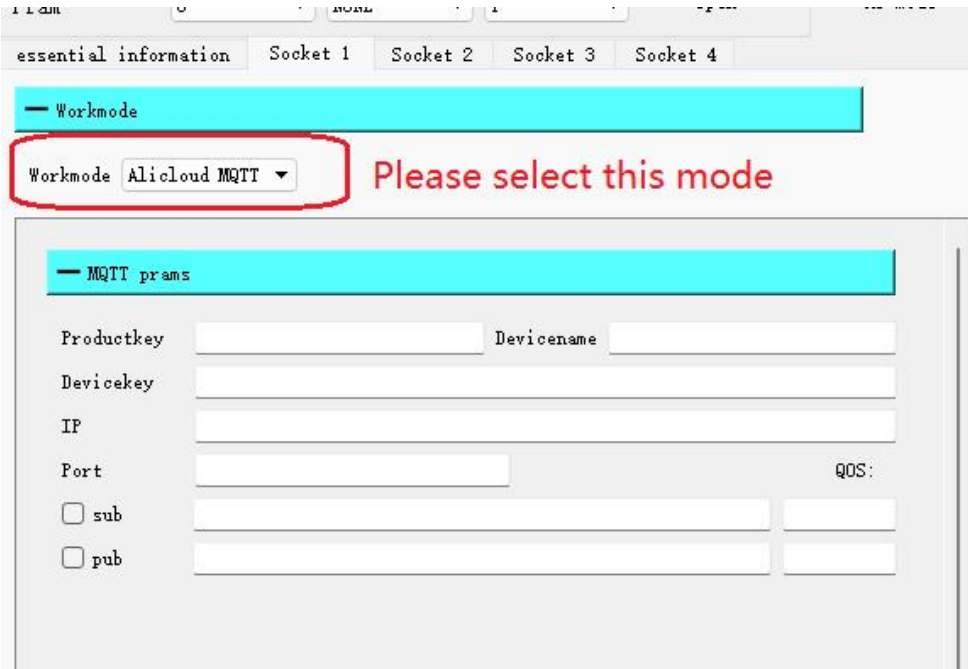 essential information Socket 1 Socket 2 Socket 3 Socket 4
Workmode
Workmode Alicloud MQTT Please select this mode
MQTT prams
Productkey Devicename
Devicekey
IP
Port QOS:
sub
pub